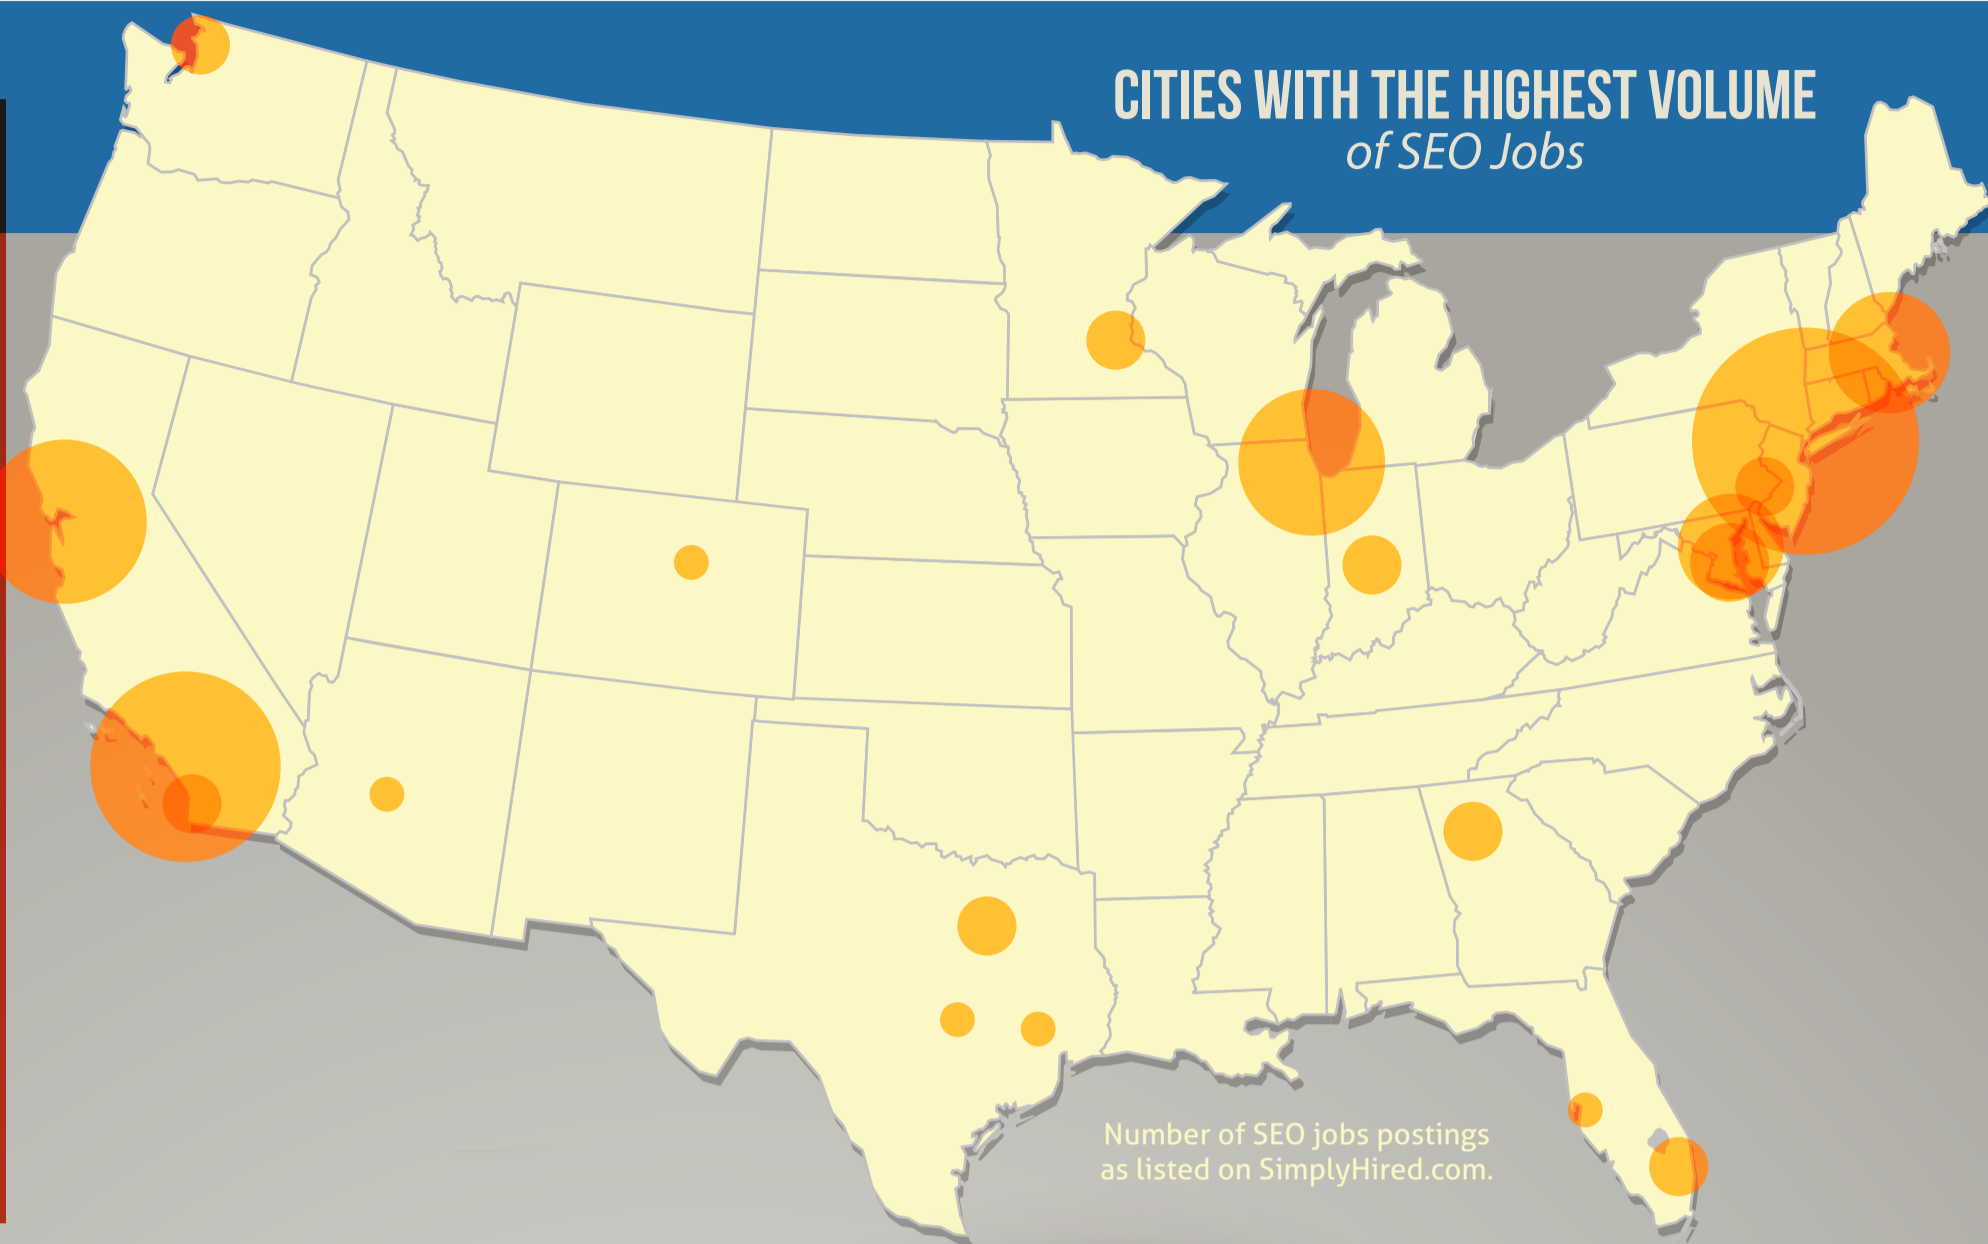 CITIES WITH THE HIGHEST VOLUME
of SEO Jobs
Number of SEO jobs postings
as listed on SimplyHired.com.